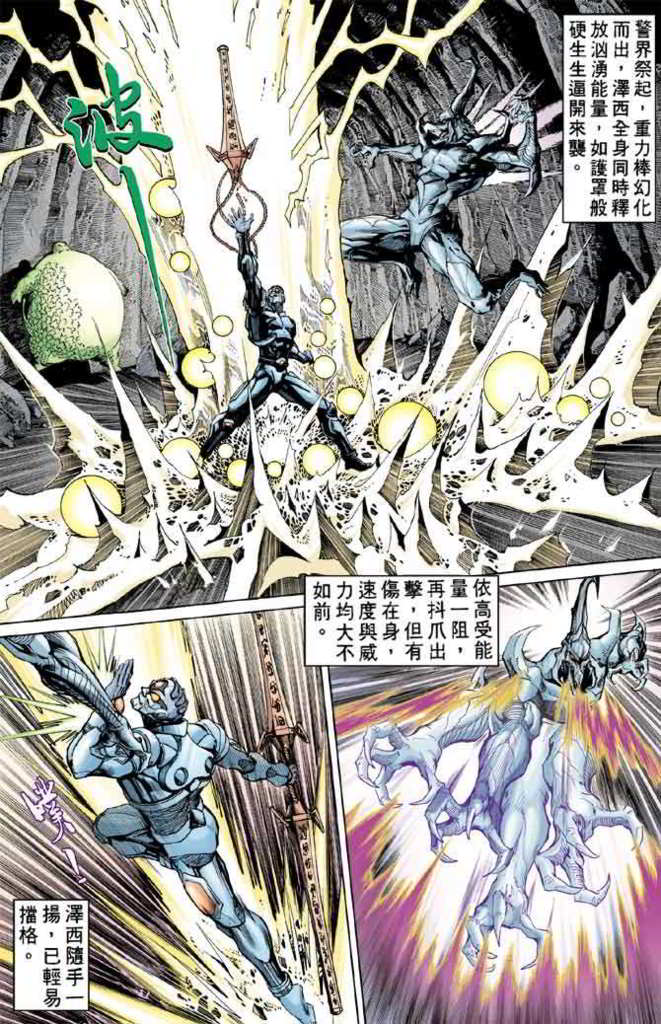 警界祭起，重力棒幻化
而出，澤西全身同時釋
放洶湧能量，如護罩般
硬生生逼開來襲。
波
依高受能
量一阻，
再抖爪出
擊，但有
傷在身，
速度與威
力均大不
如前。
噗！
澤西隨手一
揚，已輕易
擋格。